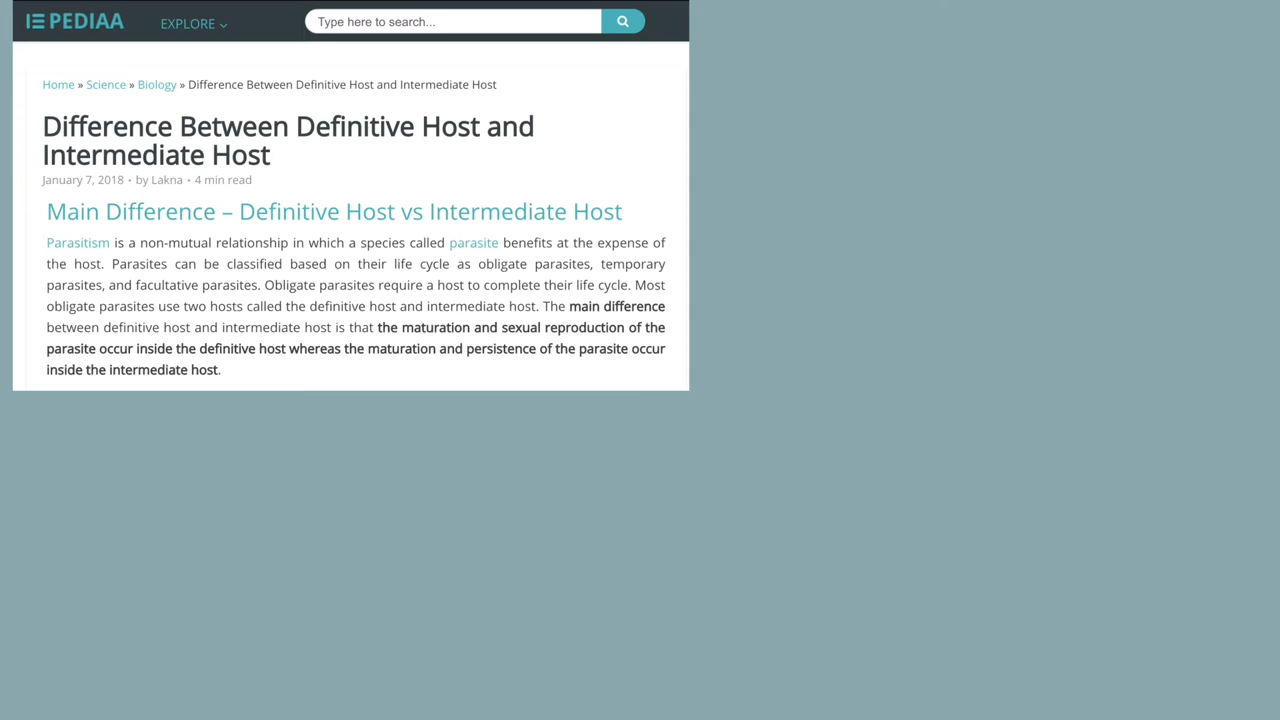 PEDIAA EXPLORE Type here to search...
Home » Science » Biology » Difference Between Definitive Host and Intermediate Host
Difference Between Definitive Host and
Intermediate Host
January 7, 2018 • by Lakna • 4 min read
Main Difference – Definitive Host vs Intermediate Host
Parasitism is a non-mutual relationship in which a species called parasite benefits at the expense of
the host. Parasites can be classified based on their life cycle as obligate parasites, temporary
parasites, and facultative parasites. Obligate parasites require a host to complete their life cycle. Most
obligate parasites use two hosts called the definitive host and intermediate host. The main difference
between definitive host and intermediate host is that the maturation and sexual reproduction of the
parasite occur inside the definitive host whereas the maturation and persistence of the parasite occur
inside the intermediate host.